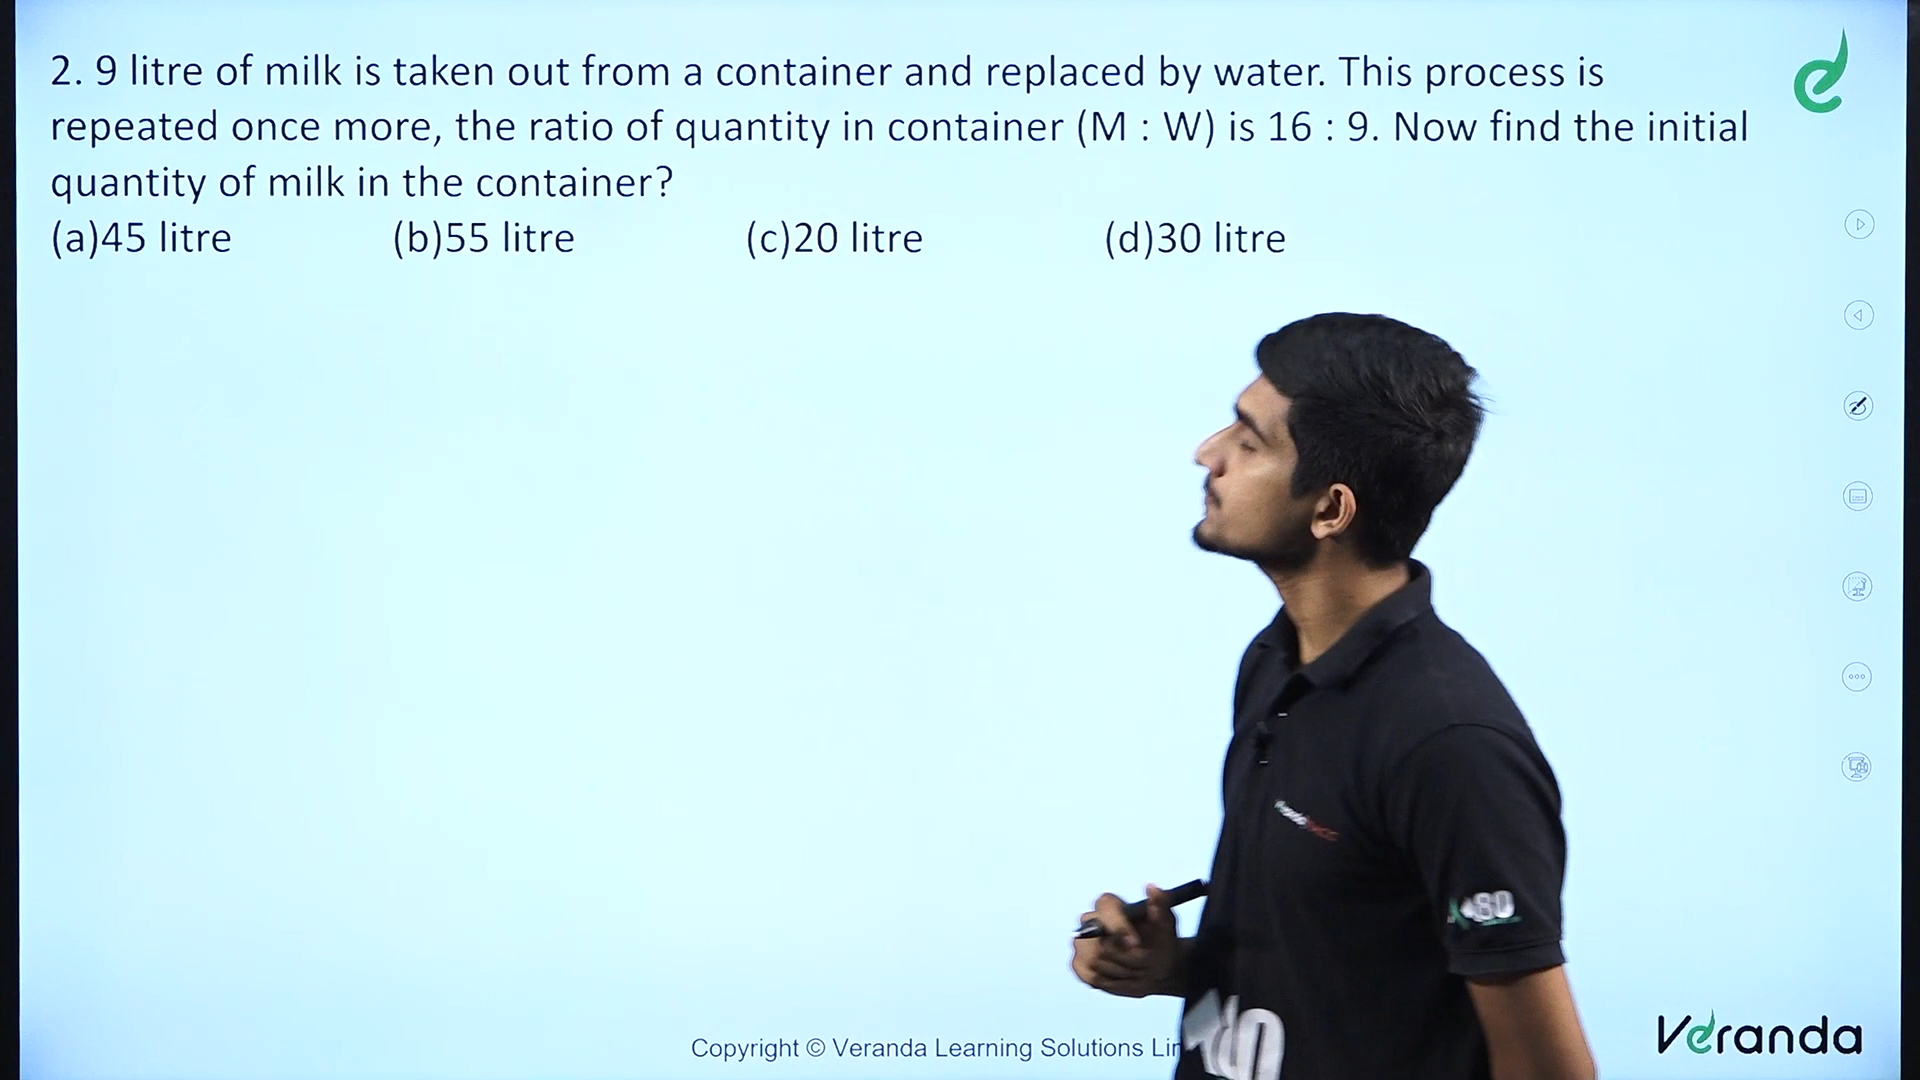 2. 9 litre of milk is taken out from a container and replaced by water. This process is
repeated once more, the ratio of quantity in container (M : W) is 16 : 9. Now find the initial
quantity of milk in the container?
(a)45 litre (b)55 litre (c)20 litre (d)30 litre
80
Copyright © Veranda Learning Solutions
Veranda